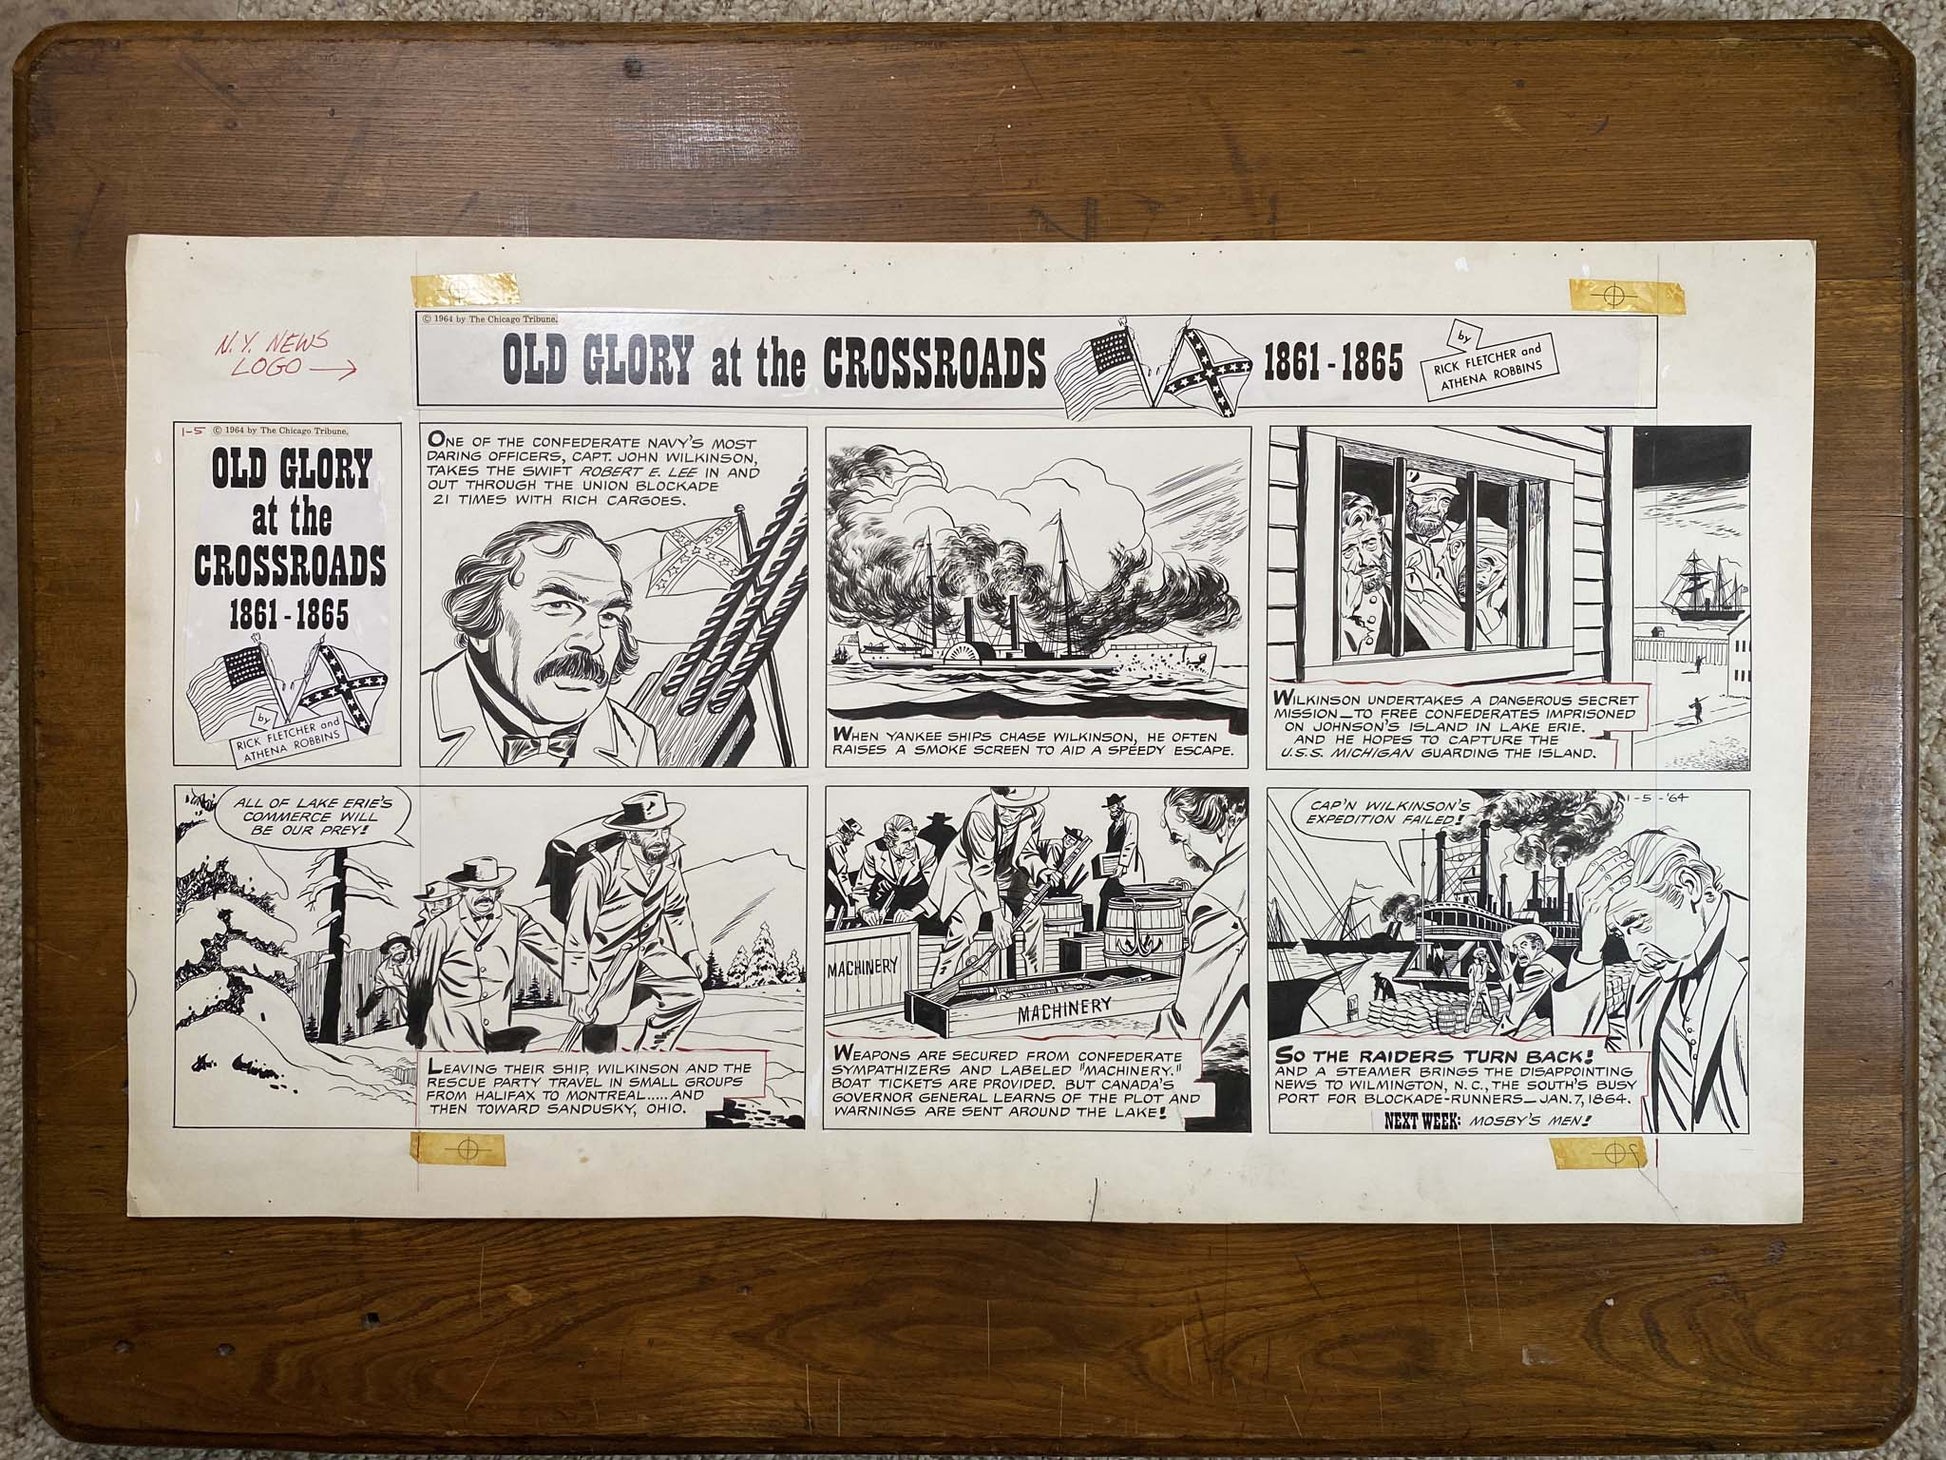 N.Y. NEWS
LOGO
© 1964 by The Chicago Tribune.
OLD GLORY at the CROSSROADS 1861-1865
by
RICK FLETCHER and
ATHENA ROBBINS
1-5 © 1964 by The Chicago Tribune.
OLD GLORY
at the
CROSSROADS
1861-1865
by
RICK FLETCHER and
ATHENA ROBBINS
ONE OF THE CONFEDERATE NAVY'S MOST
DARING OFFICERS, CAPT. JOHN WILKINSON,
TAKES THE SWIFT ROBERT E. LEE IN AND
OUT THROUGH THE UNION BLOCKADE
21 TIMES WITH RICH CARGOES.
WHEN YANKEE SHIPS CHASE WILKINSON, HE OFTEN
RAISES A SMOKE SCREEN TO AID A SPEEDY ESCAPE.
WILKINSON UNDERTAKES A DANGEROUS SECRET
MISSION—TO FREE CONFEDERATES IMPRISONED
ON JOHNSON'S ISLAND IN LAKE ERIE.
AND HE HOPES TO CAPTURE THE
U.S.S. MICHIGAN GUARDING THE ISLAND.
ALL OF LAKE ERIE'S
COMMERCE WILL
BE OUR PREY!
LEAVING THEIR SHIP, WILKINSON AND THE
RESCUE PARTY TRAVEL IN SMALL GROUPS
FROM HALIFAX TO MONTREAL.....AND
THEN TOWARD SANDUSKY, OHIO.
MACHINERY
MACHINERY
WEAPONS ARE SECURED FROM CONFEDERATE
SYMPATHIZERS AND LABELED "MACHINERY."
BOAT TICKETS ARE PROVIDED. BUT CANADA'S
GOVERNOR GENERAL LEARNS OF THE PLOT AND
WARNINGS ARE SENT AROUND THE LAKE!
1-5-'64
CAP'N WILKINSON'S
EXPEDITION FAILED!
SO THE RAIDERS TURN BACK!
AND A STEAMER BRINGS THE DISAPPOINTING
NEWS TO WILMINGTON, N.C., THE SOUTH'S BUSY
PORT FOR BLOCKADE-RUNNERS—JAN. 7, 1864.
NEXT WEEK: MOSBY'S MEN!